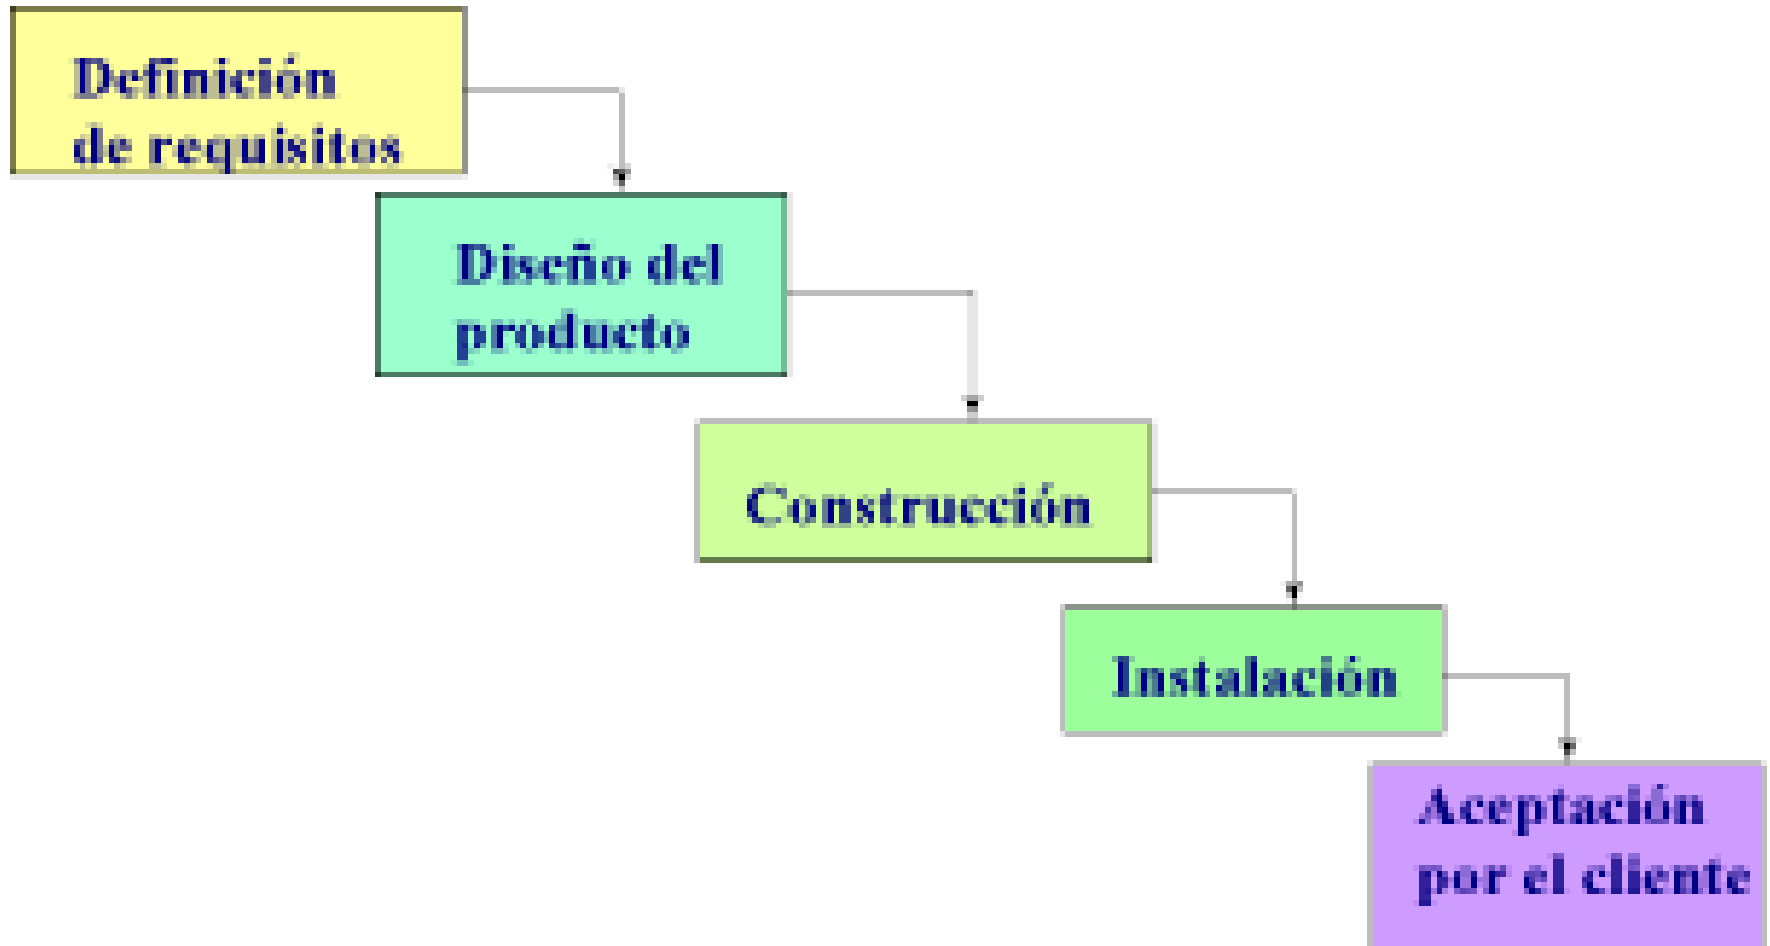 Definición
de requisitos
Diseño del
producto
Construcción
Instalación
Aceptación
por el cliente